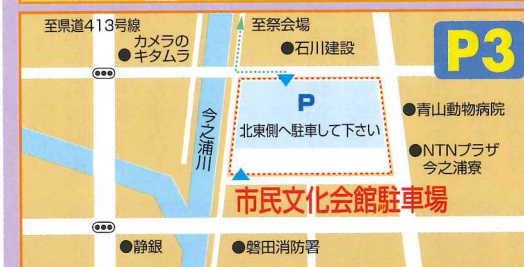 至県道413号線
至祭会場
カメラの
キタムラ
石川建設
P3
P
北東側へ駐車して下さい
今之浦川
青山動物病院
NTNプラザ
今之浦寮
市民文化会館駐車場
静銀
磐田消防署